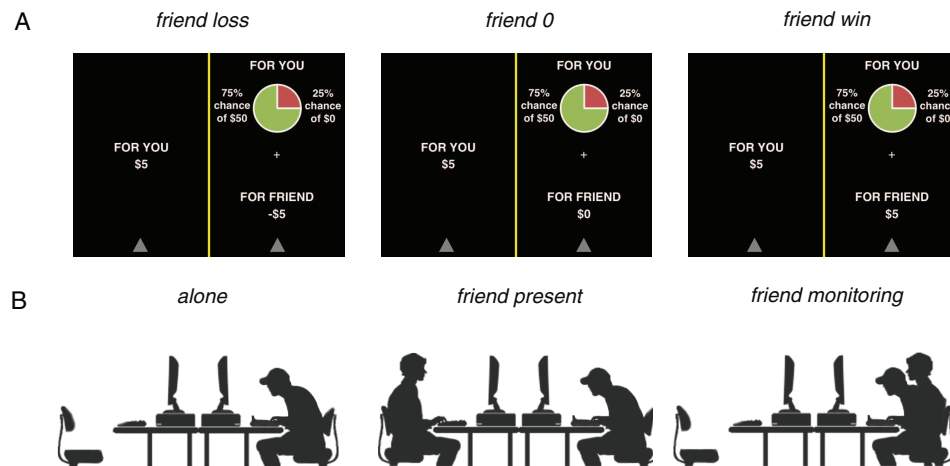 A
friend loss
friend 0
friend win
FOR YOU
75% chance of $50
25% chance of $0
FOR YOU
$5
+
FOR FRIEND
-$5
FOR YOU
75% chance of $50
25% chance of $0
FOR YOU
$5
+
FOR FRIEND
$0
FOR YOU
75% chance of $50
25% chance of $0
FOR YOU
$5
+
FOR FRIEND
$5
B
alone
friend present
friend monitoring